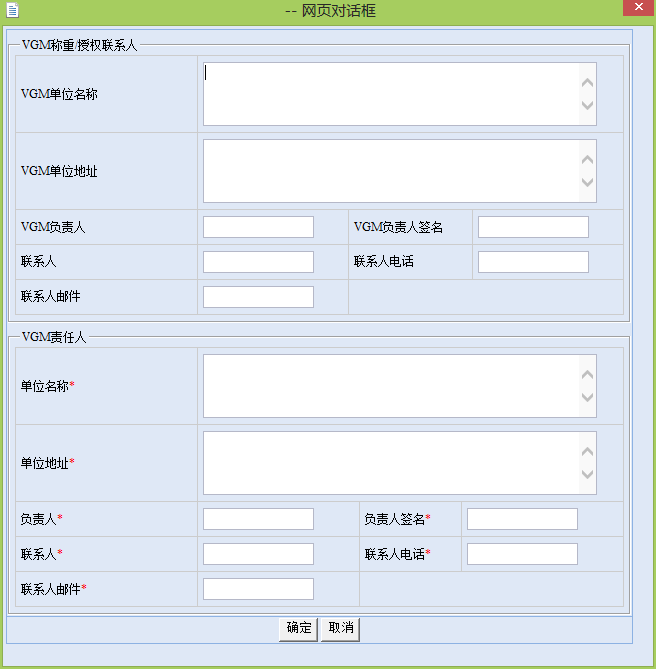 -- 网页对话框
VGM称重/授权联系人
VGM单位名称
VGM单位地址
VGM负责人 VGM负责人签名
联系人 联系人电话
联系人邮件
VGM责任人
单位名称*
单位地址*
负责人* 负责人签名*
联系人* 联系人电话*
联系人邮件*
确定 取消